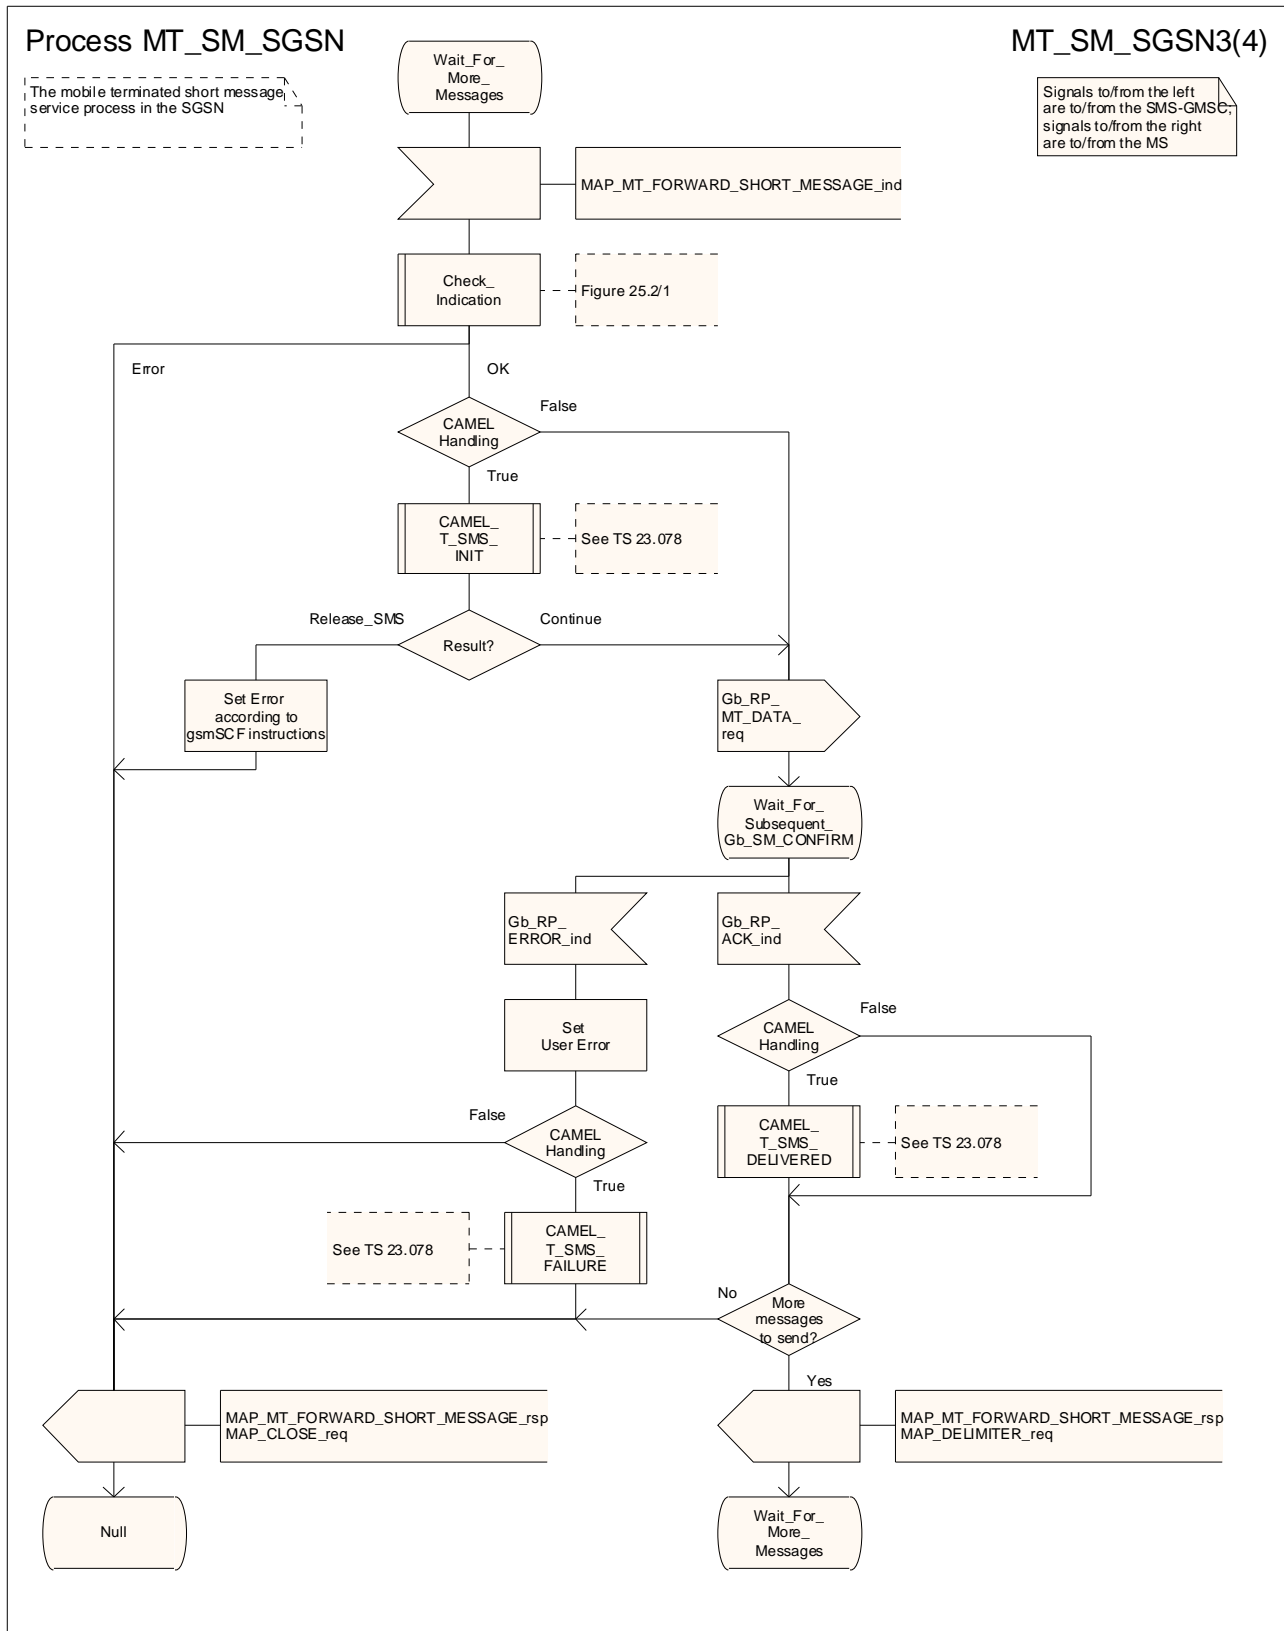 Process MT_SM_SGSN
MT_SM_SGSN3(4)
The mobile terminated short message
service process in the SGSN
Signals to/from the left
are to/from the SMS-GMSC;
signals to/from the right
are to/from the MS
Wait_For_
More_
Messages
MAP_MT_FORWARD_SHORT_MESSAGE_ind
Check_
Indication
Figure 25.2/1
Error
OK
CAMEL
Handling
False
True
CAMEL_
T_SMS_
INIT
See TS 23.078
Release_SMS
Result?
Continue
Set Error
according to
gsmSCF instructions
Gb_RP_
MT_DATA_
req
Wait_For_
Subsequent_
Gb_SM_CONFIRM
Gb_RP_
ERROR_ind
Gb_RP_
ACK_ind
Set
User Error
CAMEL
Handling
False
True
False
CAMEL
Handling
True
CAMEL_
T_SMS_
DELIVERED
See TS 23.078
See TS 23.078
CAMEL_
T_SMS_
FAILURE
No
More
messages
to send?
Yes
MAP_MT_FORWARD_SHORT_MESSAGE_rsp
MAP_CLOSE_req
MAP_MT_FORWARD_SHORT_MESSAGE_rsp
MAP_DELIMITER_req
Null
Wait_For_
More_
Messages